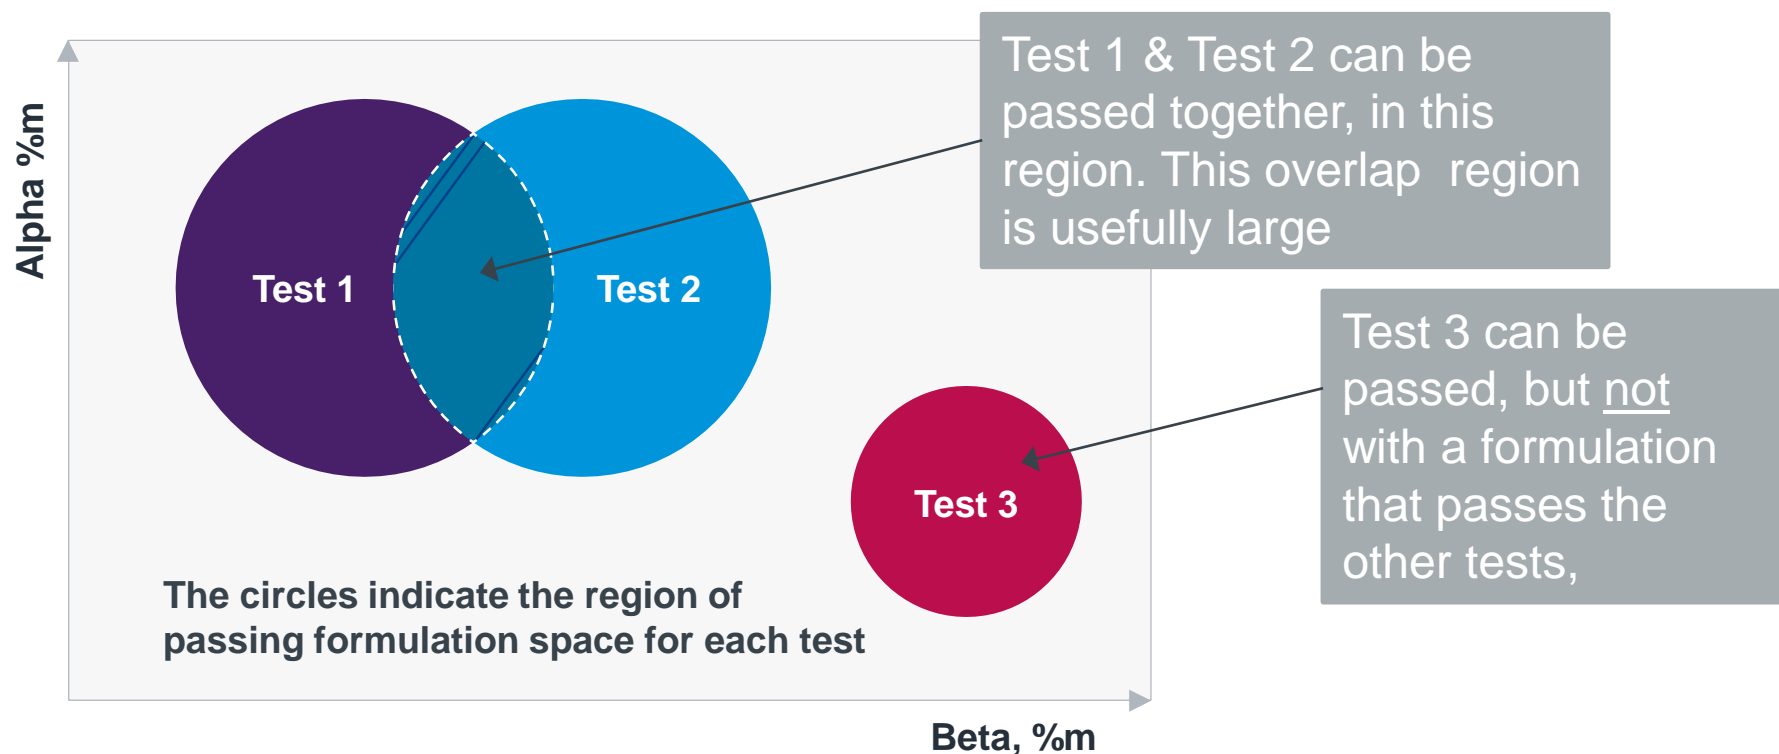 Test 1 & Test 2 can be
passed together, in this
region. This overlap  region
is usefully large
Alpha %m
Test 1
Test 2
Test 3 can be
passed, but not
with a formulation
that passes the
other tests,
Test 3
The circles indicate the region of
passing formulation space for each test
Beta, %m